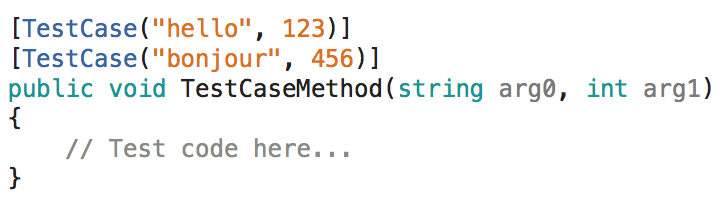 [TestCase("hello", 123)]
[TestCase("bonjour", 456)]
public void TestCaseMethod(string arg0, int arg1)
{
    // Test code here...
}